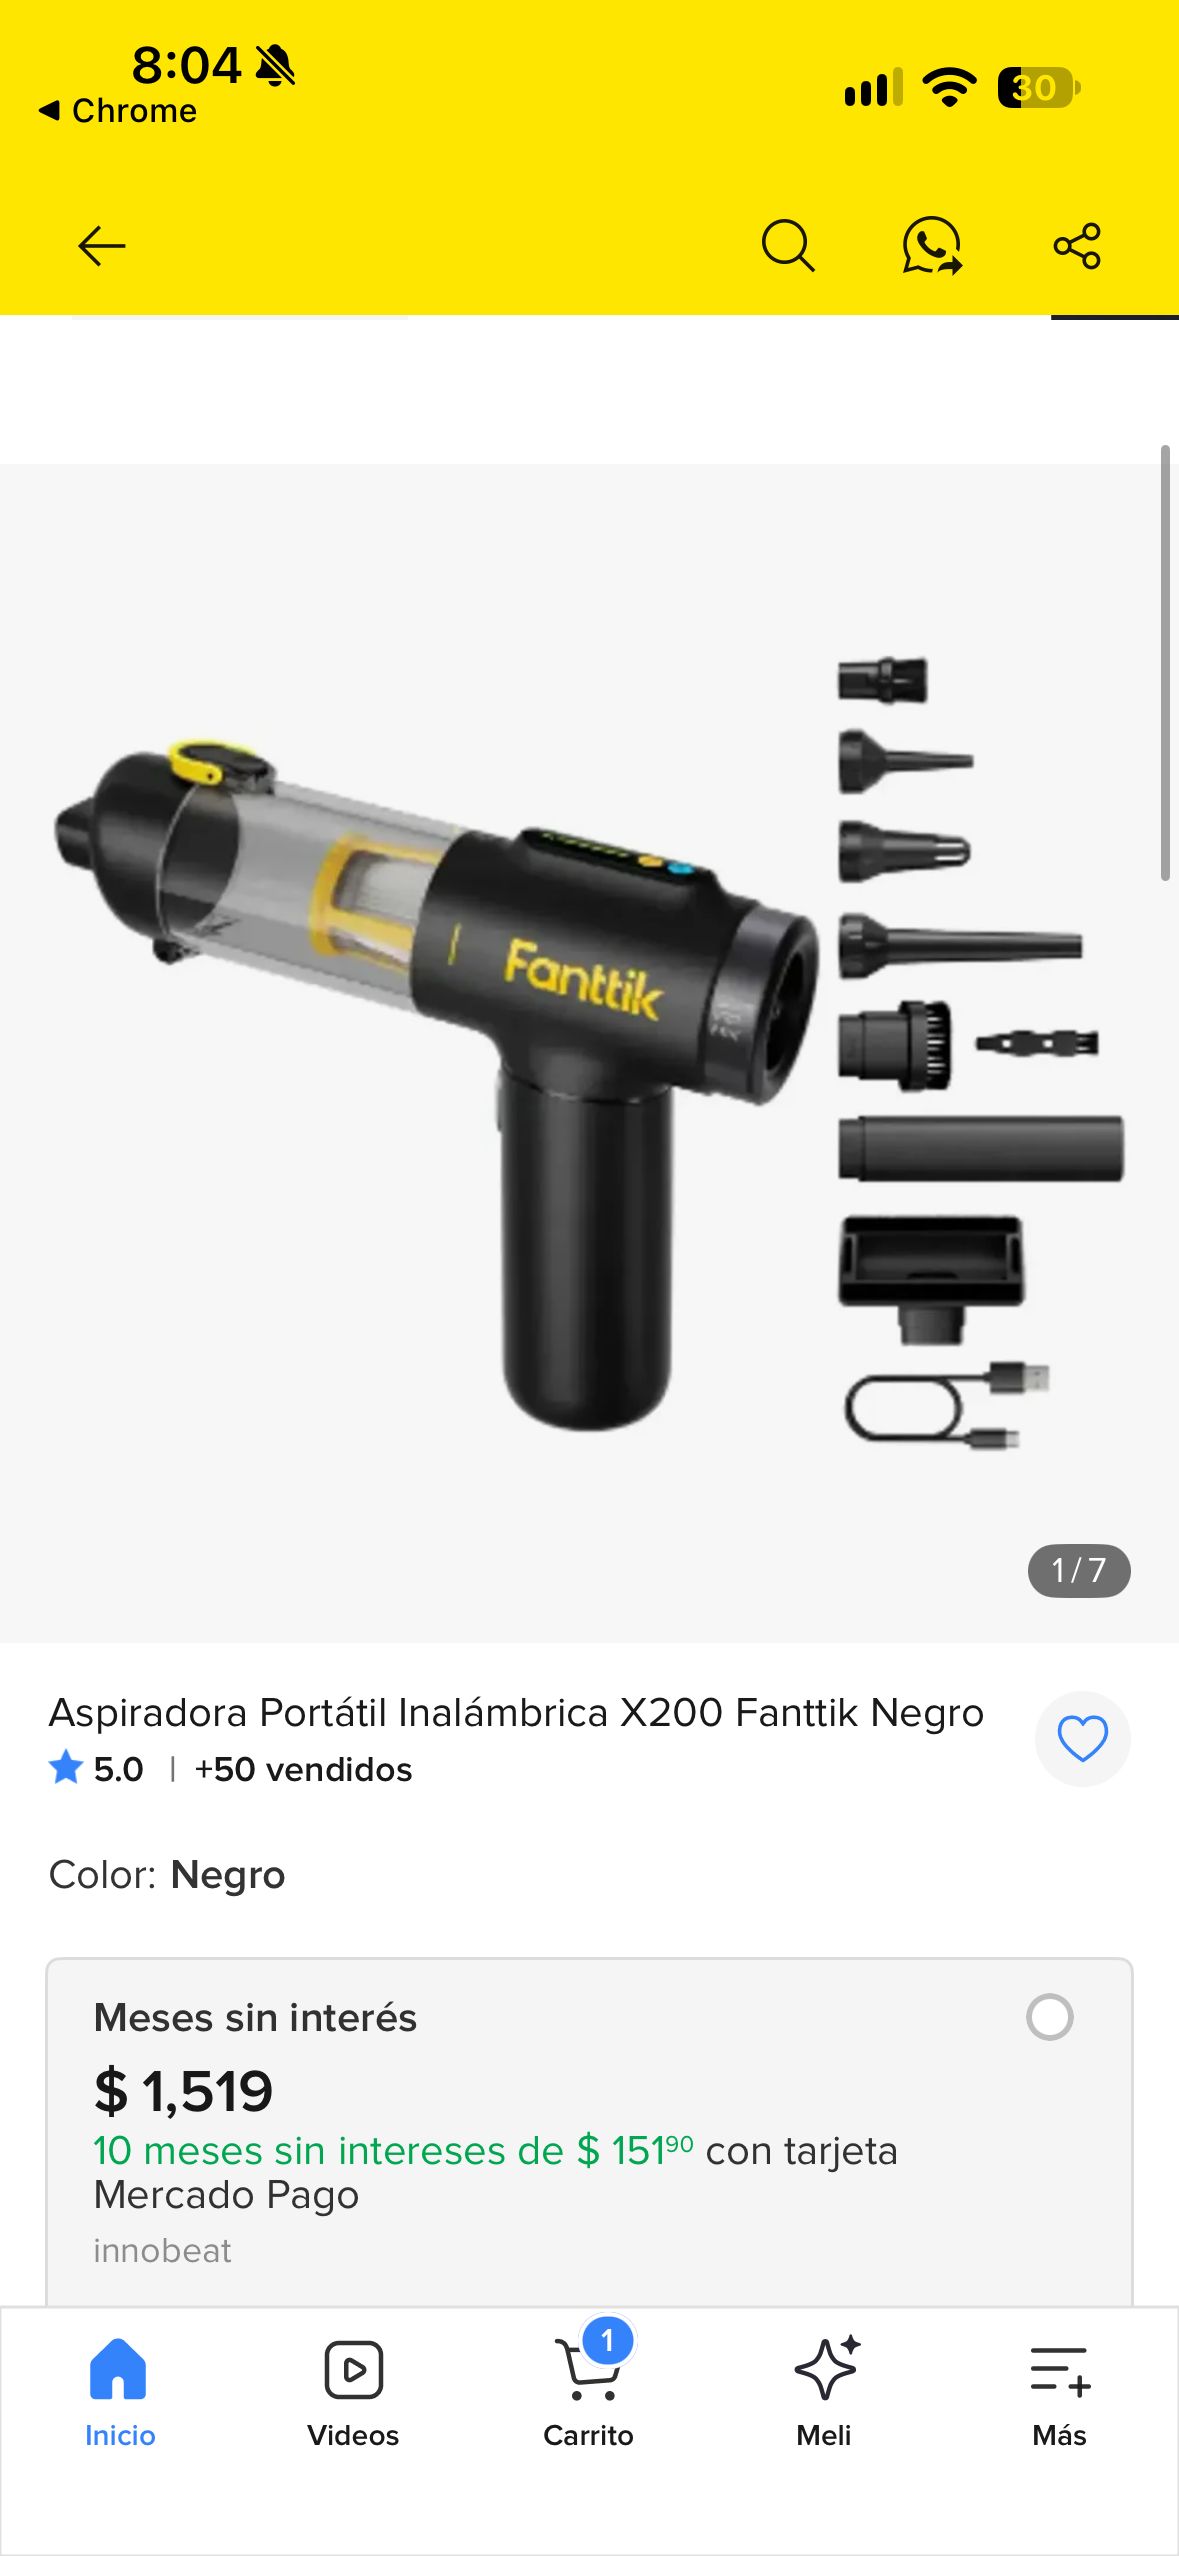 8:04
Chrome
30
Fanttik
1 / 7
Aspiradora Portátil Inalámbrica X200 Fanttik Negro
5.0 | +50 vendidos
Color: Negro
Meses sin interés
$ 1,519
10 meses sin intereses de $ 151⁹⁰ con tarjeta
Mercado Pago
innobeat
1
Inicio
Videos
Carrito
Meli
Más